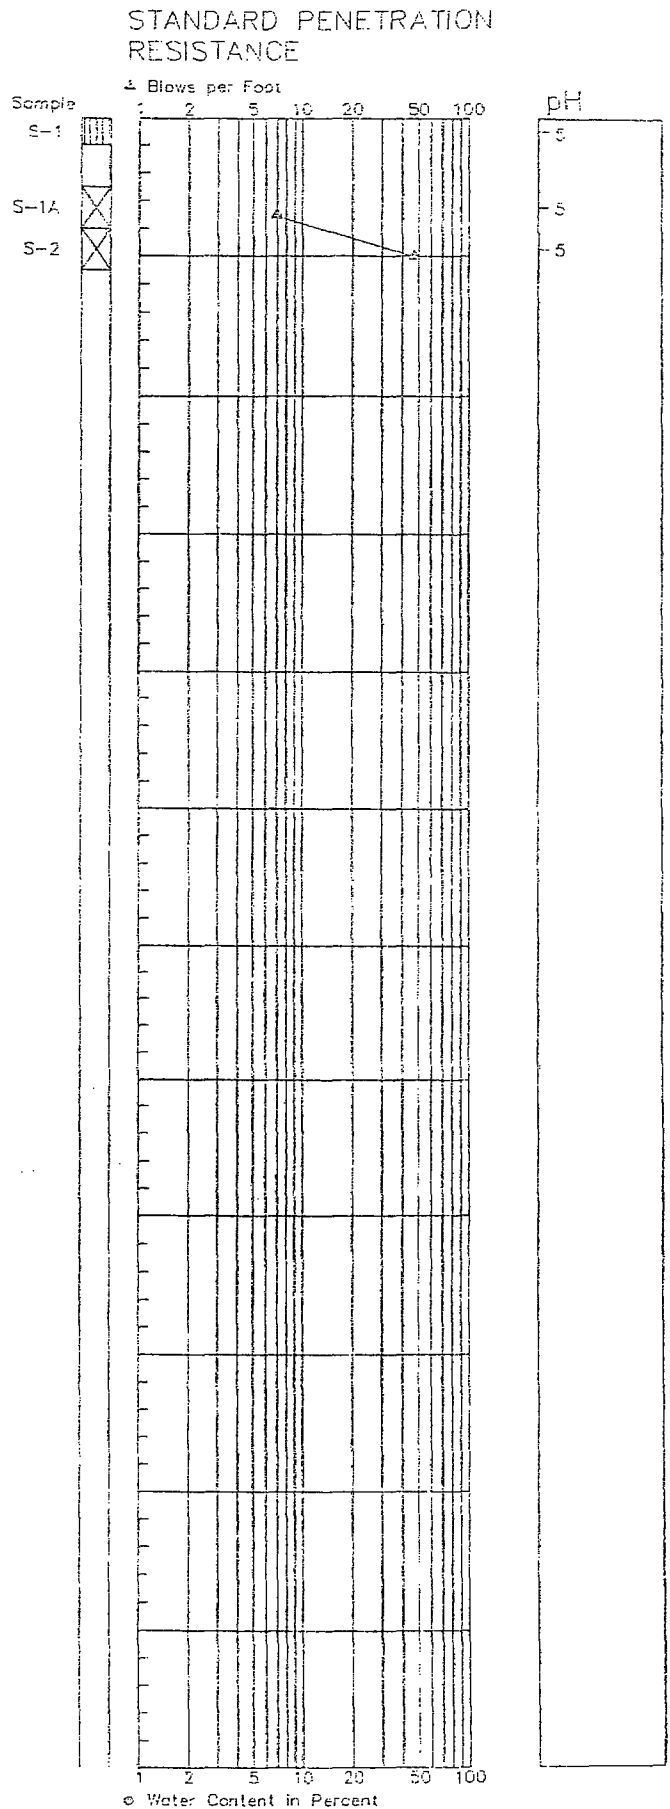 STANDARD PENETRATION
RESISTANCE
Blows per Foot
Sample
1 2 5 10 20 50 100
pH
S-1
-5
S-1A
-5
S-2
-5
1 2 5 10 20 50 100
Water Content in Percent